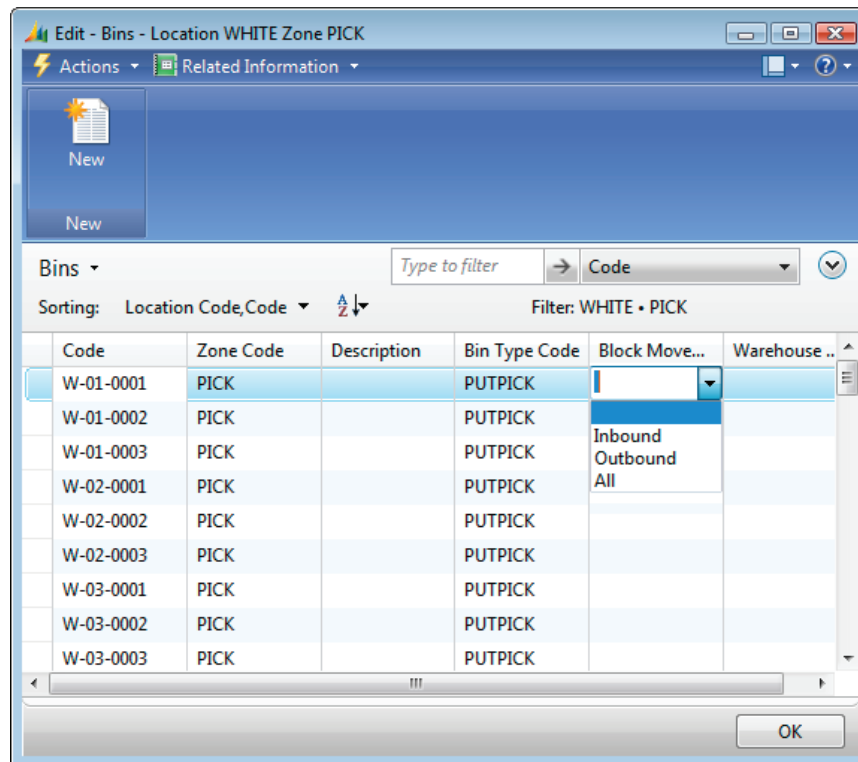 Edit - Bins - Location WHITE Zone PICK
Actions Related Information ?
New
New
Bins Type to filter Code
Sorting: Location Code,Code A Z Filter: WHITE • PICK
Code Zone Code Description Bin Type Code Block Move... Warehouse ..
W-01-0001 PICK PUTPICK
W-01-0002 PICK PUTPICK
Inbound
W-01-0003 PICK PUTPICK
Outbound
All
W-02-0001 PICK PUTPICK
W-02-0002 PICK PUTPICK
W-02-0003 PICK PUTPICK
W-03-0001 PICK PUTPICK
W-03-0002 PICK PUTPICK
W-03-0003 PICK PUTPICK
OK